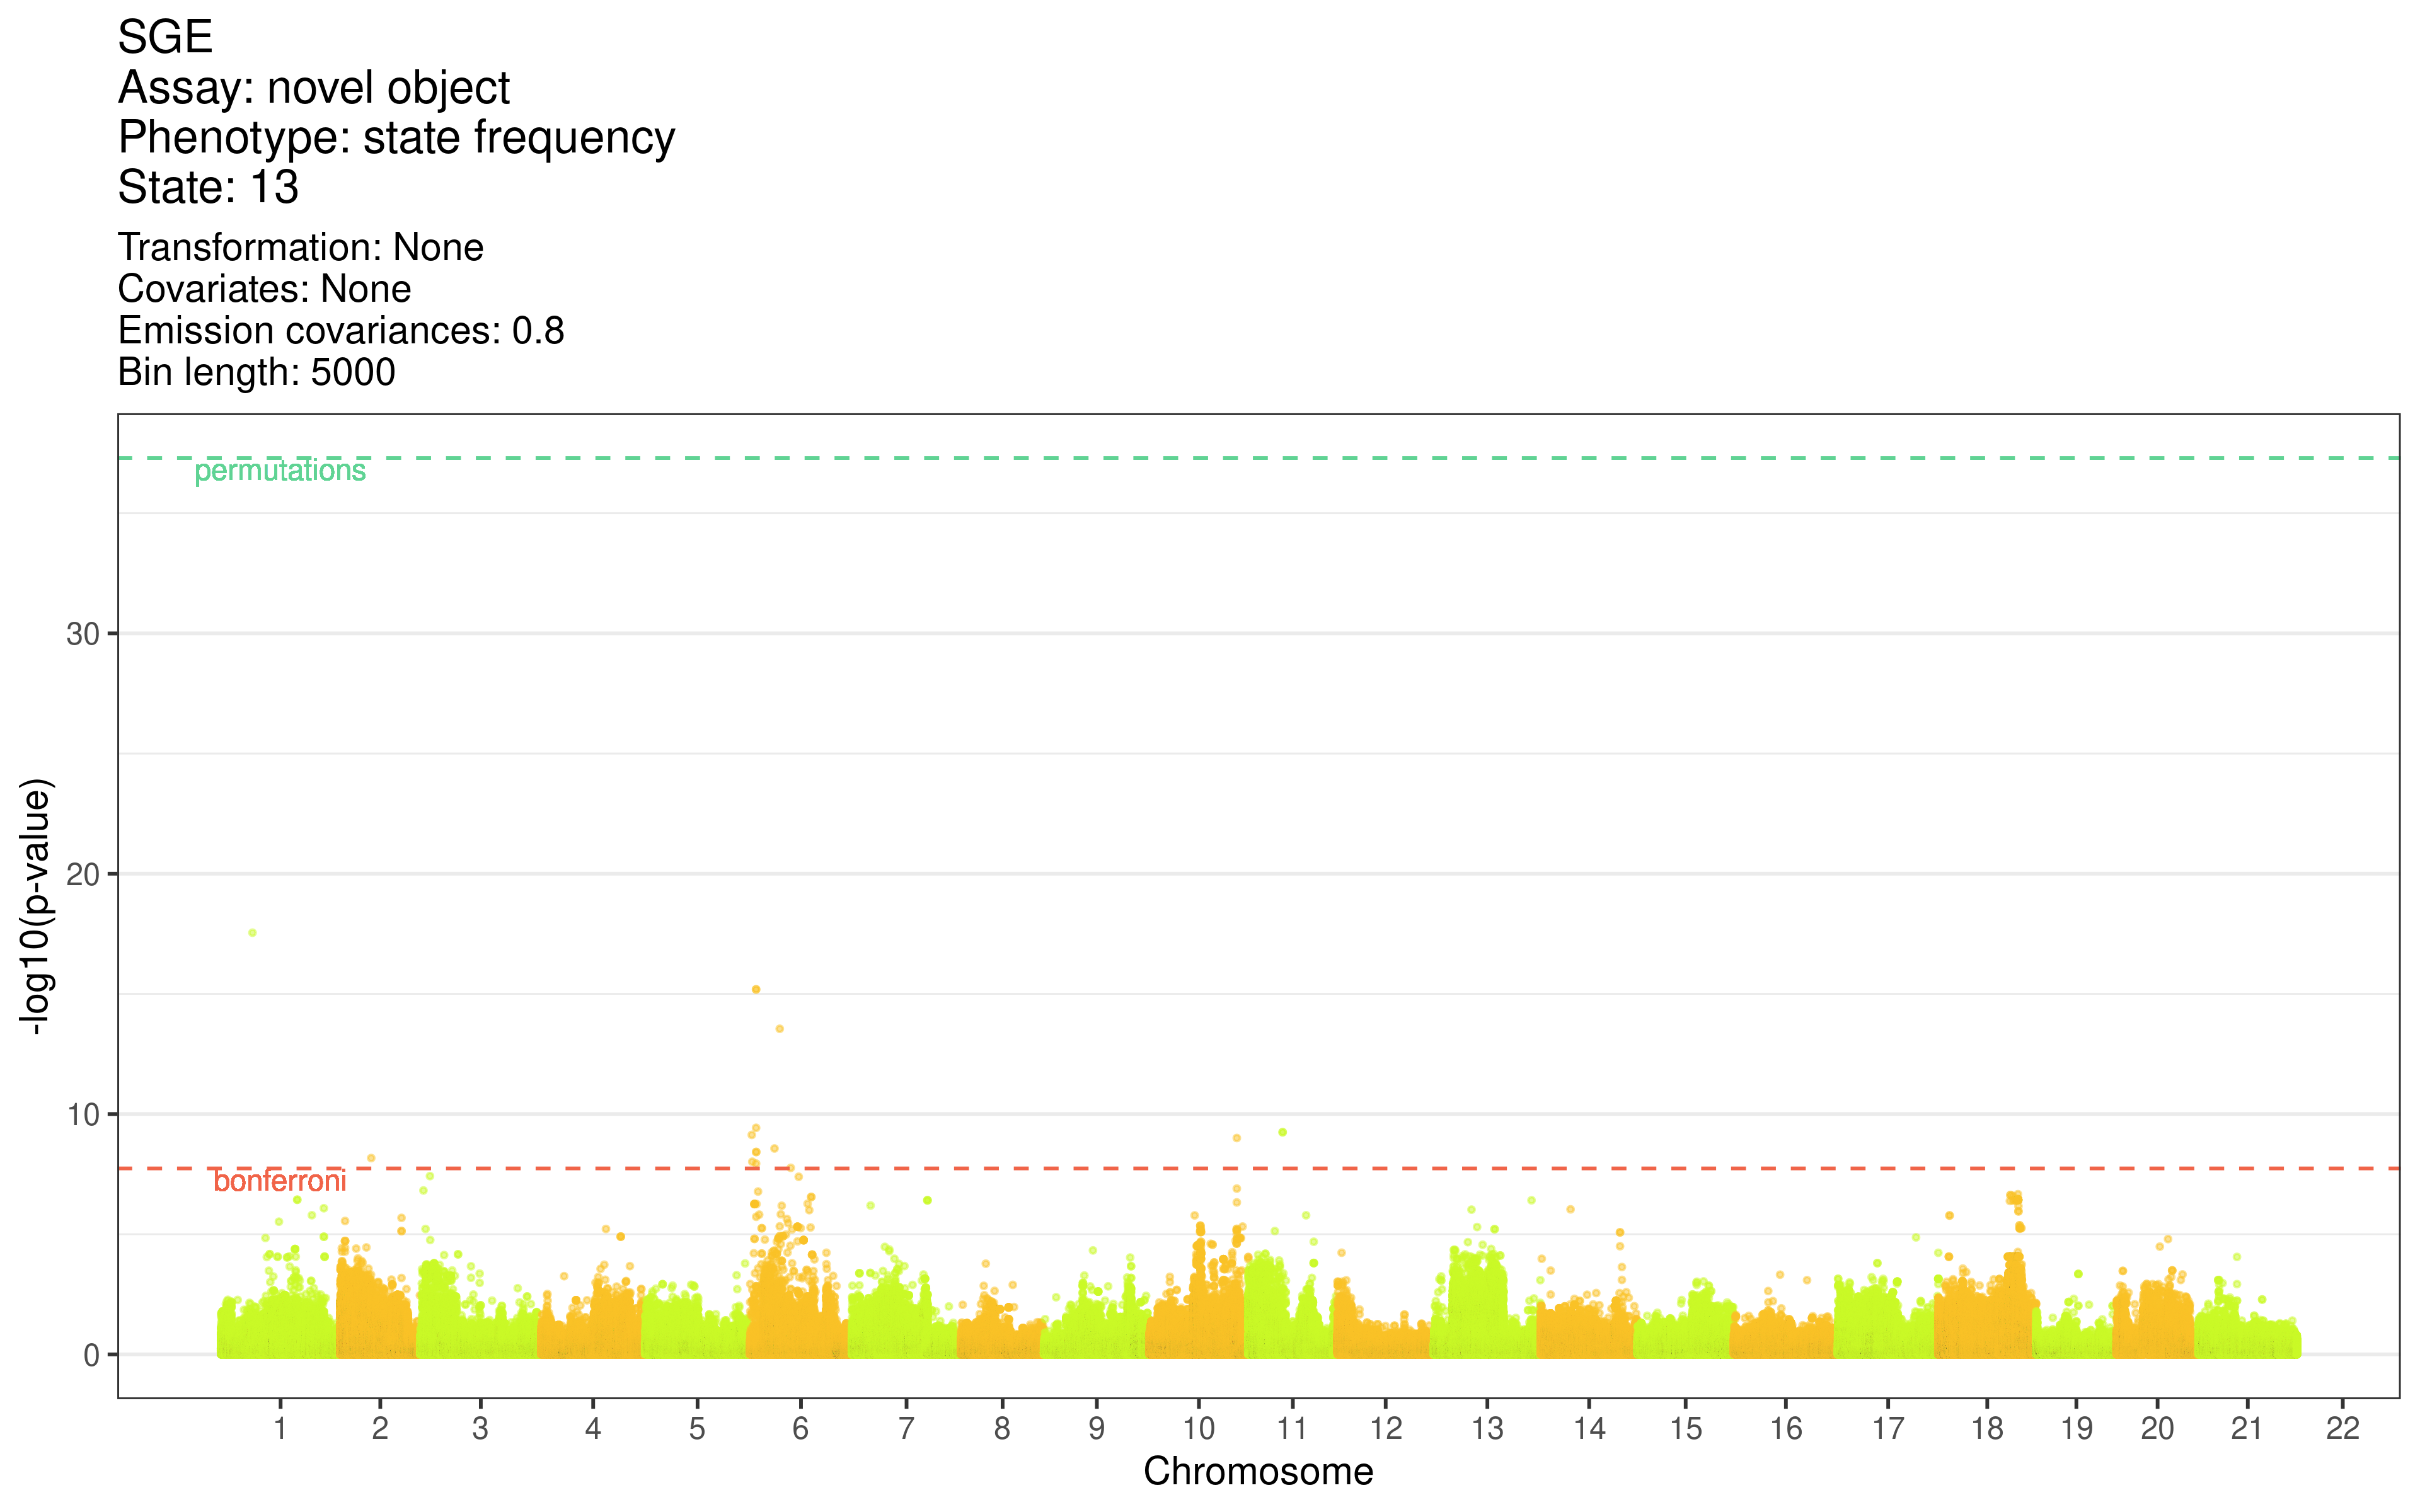 SGE
Assay: novel object
Phenotype: state frequency
State: 13
Transformation: None
Covariates: None
Emission covariances: 0.8
Bin length: 5000
permutations
30
20
-log10(p-value)
10
bonferroni
0
1 2 3 4 5 6 7 8 9 10 11 12 13 14 15 16 17 18 19 20 21 22
Chromosome